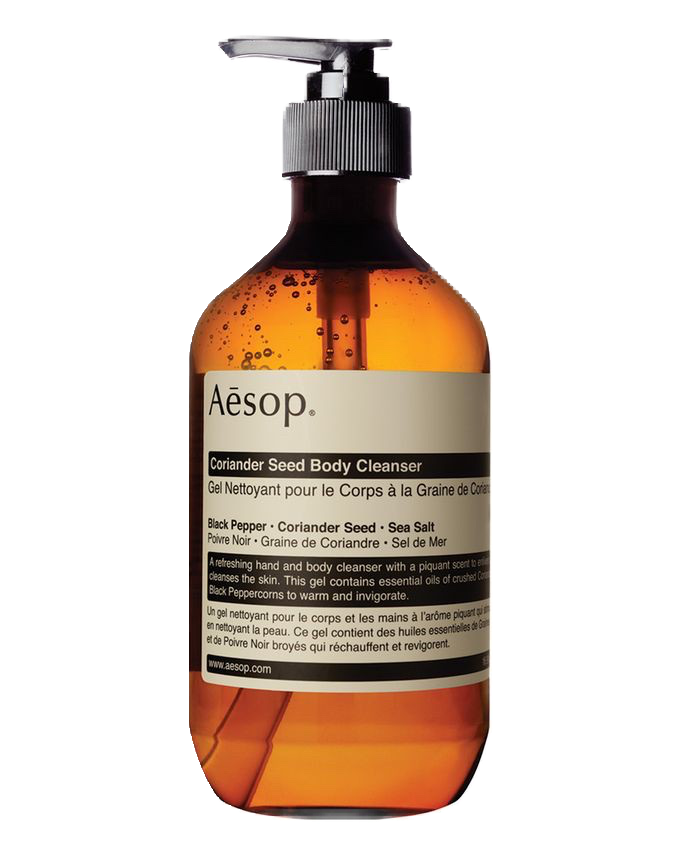 Aēsop®
Coriander Seed Body Cleanser
Gel Nettoyant pour le Corps à la Graine de
Black Pepper · Coriander Seed · Sea Salt
Poivre Noir · Graine de Coriandre · Sel de Mer
A refreshing hand and body cleanser with a piquant scent to
cleanses the skin. This gel contains essential oils of crushed
Black Peppercorns to warm and invigorate.
Un gel nettoyant pour le corps et les mains à l'arôme piquant qui
en nettoyant la peau. Ce gel contient des huiles essentielles de
et de Poivre Noir broyés qui réchauffent et revigorent.
www.aesop.com